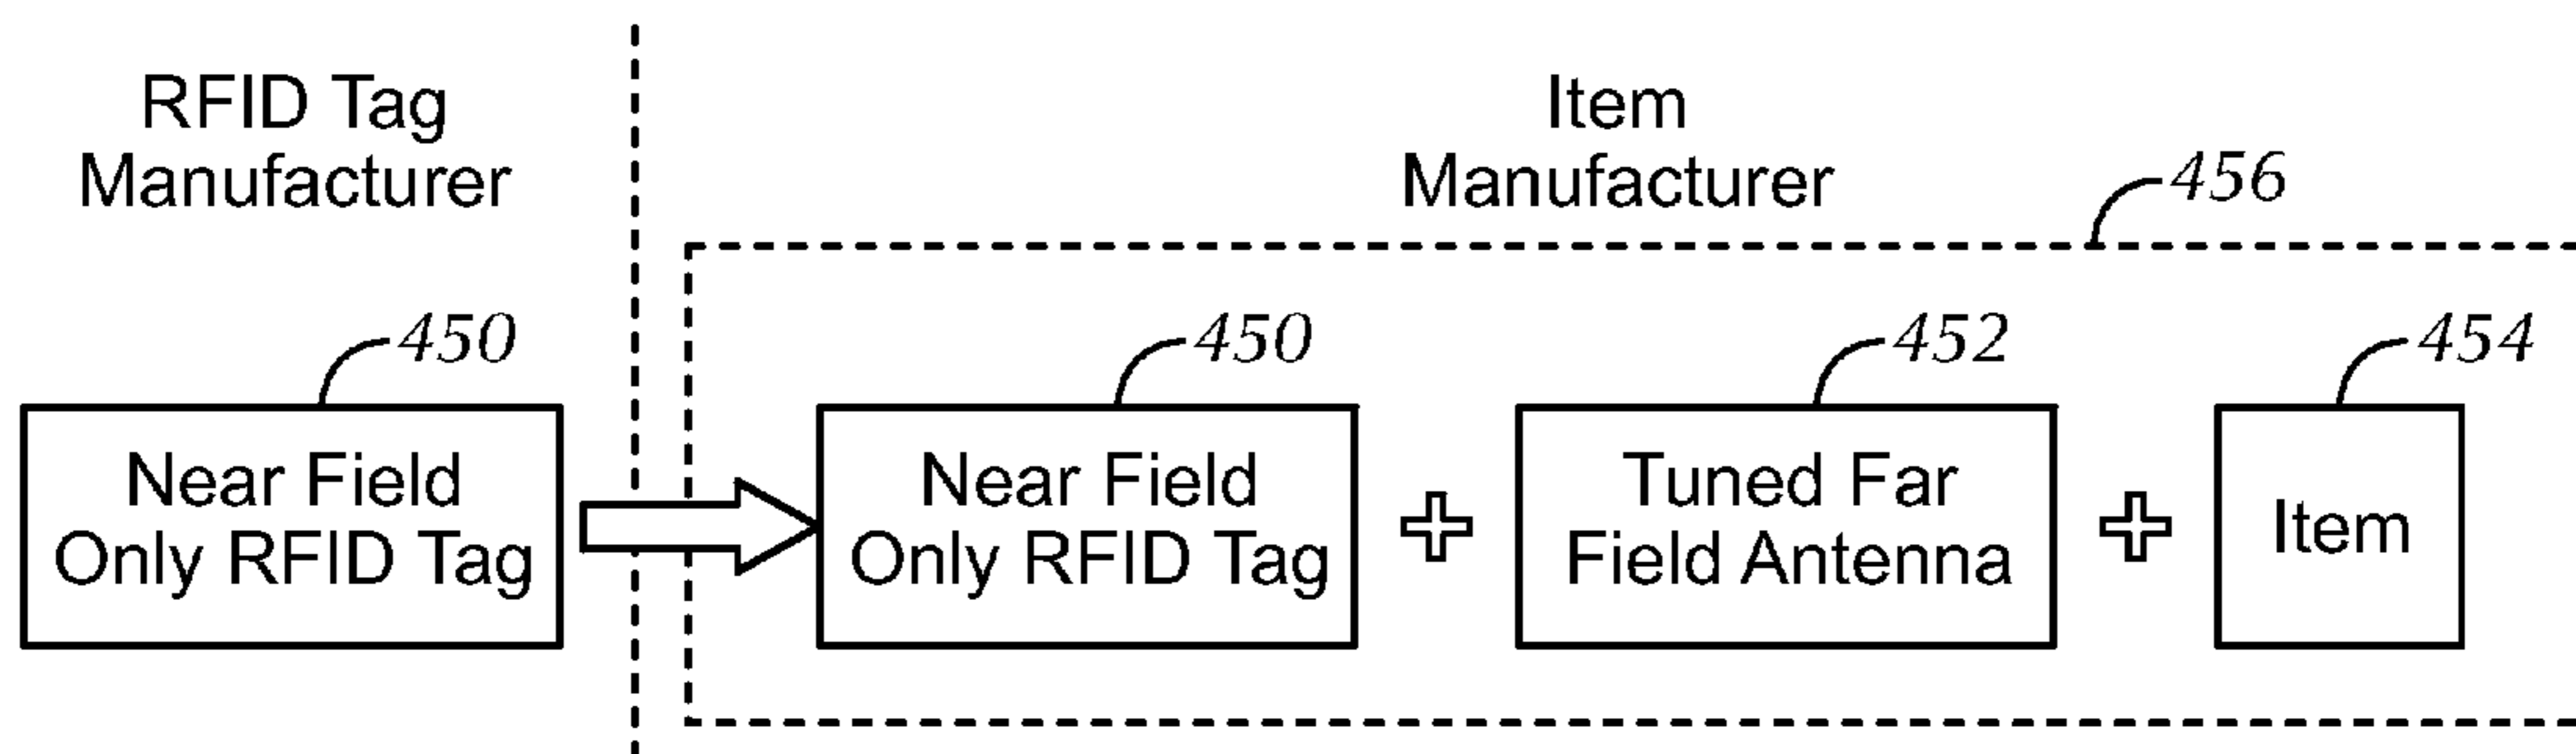 RFID Tag
Manufacturer
Item
Manufacturer
456
450
450
452
454
Near Field
Only RFID Tag
Near Field
Only RFID Tag
Tuned Far
Field Antenna
Item